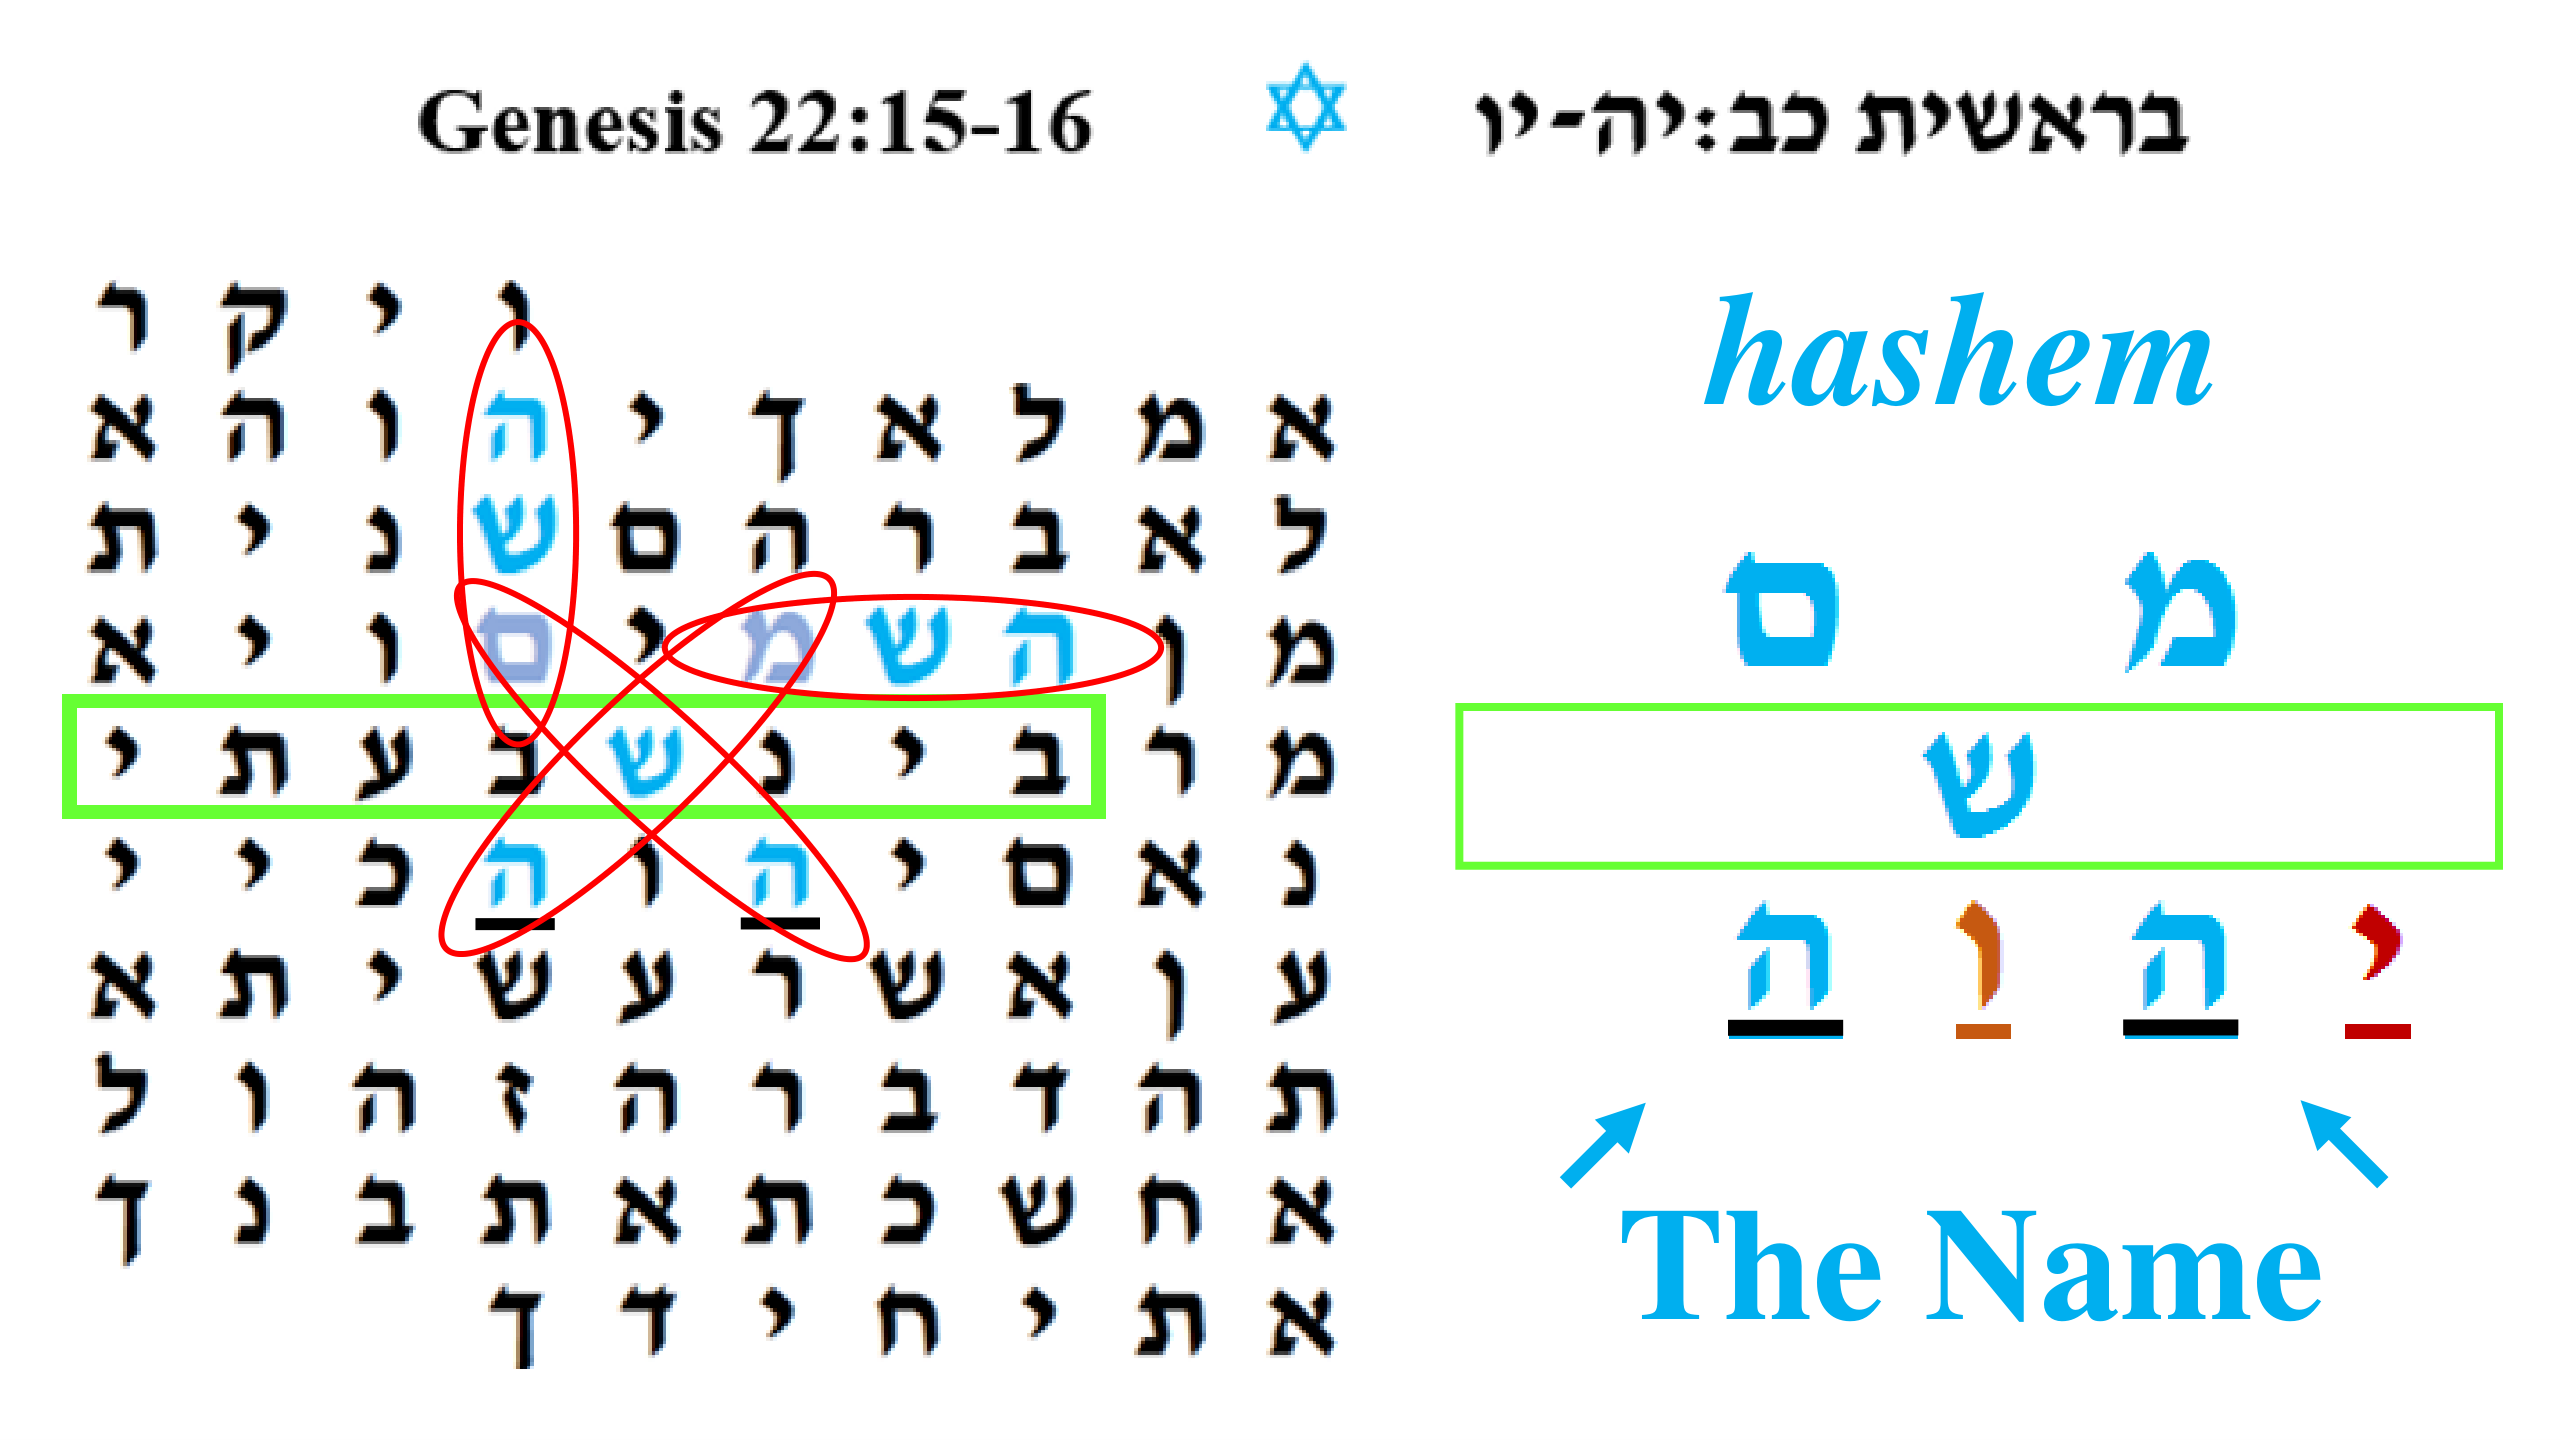 Genesis 22:15-16 ✡ בראשית כב:יה-יו
ו י ק ר
א מ ל א ך י ה ו ה א
ל א ב ר ה ם ש נ י ת
מ ן ה ש מ י ם ו י א
מ ר ב י נ ש ב ע ת י
נ א ם י ה ו ה כ י י
ע ן א ש ר ע ש י ת א
ת ה ד ב ר ה ז ה ו ל
א ח ש כ ת א ת ב נ ך
א ת י ח י ד ך
hashem
מ ם
ש
י ה ו ה
The Name